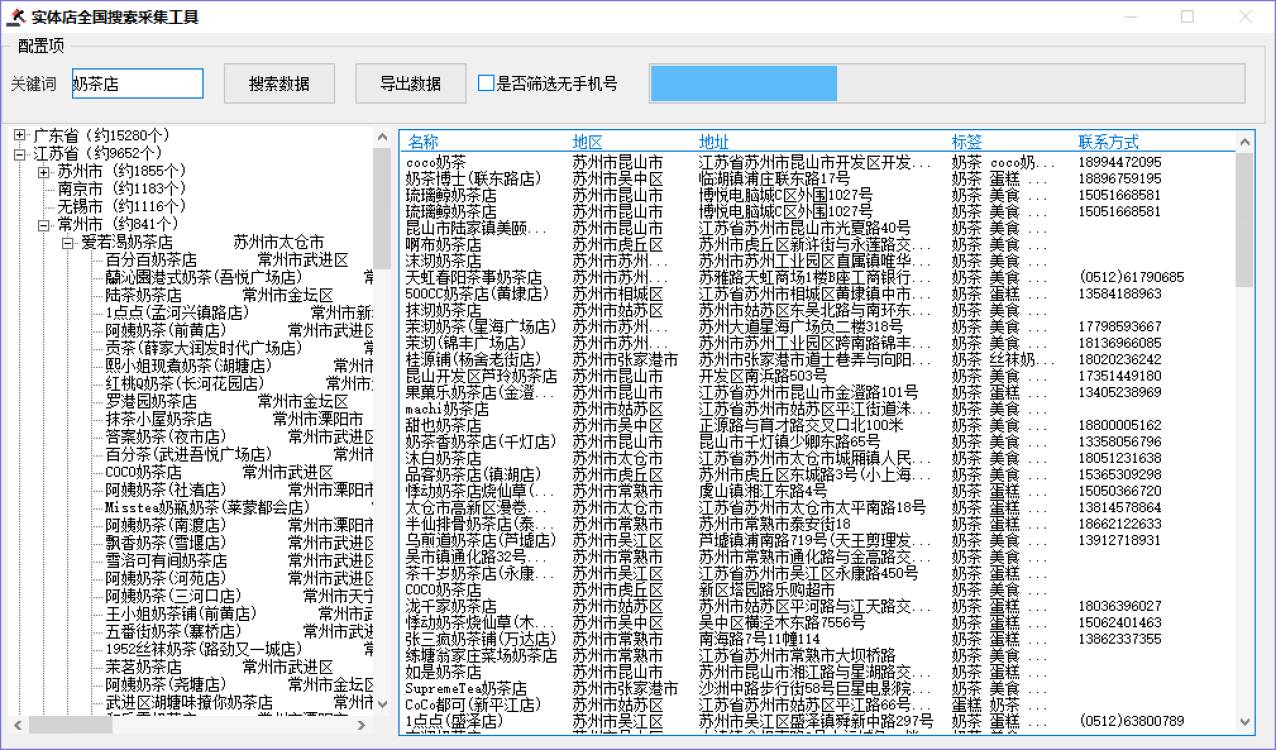 实体店全国搜索采集工具
配置项
关键词 奶茶店 搜索数据 导出数据 是否筛选无手机号
广东省 (约15280个)
江苏省 (约9652个)
苏州市 (约1855个)
南京市 (约1183个)
无锡市 (约1116个)
常州市 (约841个)
爱若渴奶茶店 苏州市太仓市
百分百奶茶店 常州市武进区
蘭沁園港式奶茶(吾悦广场店)
陆茶奶茶店 常州市金坛区
1点点(孟河兴镇路店) 常州市新
阿姨奶茶(前黄店) 常州市武进区
贡茶(薛家大润发时代广场店)
熙小姐现煮奶茶(湖塘店) 常州市
红桃Q奶茶(长河花园店) 常州市
罗港园奶茶店 常州市金坛区
抹茶小屋奶茶店 常州市溧阳市
答案奶茶(夜市店) 常州市武进区
百分茶(武进吾悦广场店) 常州市
COCO奶茶店 常州市武进区
阿姨奶茶(社渚店) 常州市溧阳市
Misstea奶瓶奶茶(莱蒙都会店)
阿姨奶茶(南渡店) 常州市溧阳市
飘香奶茶(雪堰店) 常州市武进区
雪洛可有间奶茶店 常州市武进区
阿姨奶茶(河苑店) 常州市武进区
阿姨奶茶(三河口店) 常州市天宁
王小姐奶茶铺(前黄店) 常州市武
五番街奶茶(寨桥店) 常州市武进
1952丝袜奶茶(路劲又一城店)
茉茗奶茶店 常州市武进区
阿姨奶茶(尧塘店) 常州市金坛区
武进区湖塘味撞你奶茶店 常州市
名称 地区 地址 标签 联系方式
coco奶茶 苏州市昆山市 江苏省苏州市昆山市开发区开发... 奶茶 coco奶... 18994472095
奶茶博士(联东路店) 苏州市吴中区 临湖镇浦庄联东路17号 奶茶 蛋糕 ... 18896759195
琉璃鲸奶茶店 苏州市昆山市 博悦电脑城C区外围1027号 奶茶 美食 ... 15051668581
琉璃鲸奶茶店 苏州市昆山市 博悦电脑城C区外围1027号 奶茶 美食 ... 15051668581
昆山市陆家镇美颐... 苏州市昆山市 江苏省苏州市昆山市光夏路40号 奶茶 美食 ...
啊布奶茶店 苏州市虎丘区 苏州市虎丘区新浒街与永莲路交... 奶茶 美食 ...
沫沏奶茶店 苏州市苏州... 苏州市苏州工业园区直属镇唯华... 奶茶 美食 ...
天虹春阳茶事奶茶店 苏州市苏州... 苏雅路天虹商场1楼B座工商银行... 奶茶 美食 ... (0512)61790685
500CC奶茶店(黄埭店) 苏州市相城区 江苏省苏州市相城区黄埭镇中市... 奶茶 蛋糕 ... 13584188963
抹沏奶茶店 苏州市姑苏区 苏州市姑苏区东吴北路与南环东... 奶茶 美食 ...
茉沏奶茶(星海广场店) 苏州市苏州... 苏州大道星海广场负二楼318号 奶茶 美食 ... 17798593667
茉沏(锦丰广场店) 苏州市苏州... 苏州市苏州工业园区跨南路锦丰... 奶茶 美食 ... 18136966085
桂源铺(杨舍老街店) 苏州市张家港市 苏州市张家港市道士巷弄与向阳... 奶茶 丝袜奶... 18020236242
昆山开发区芦玲奶茶店 苏州市昆山市 开发区南浜路503号 奶茶 美食 ... 17351449180
果菓乐奶茶店(金澄... 苏州市昆山市 江苏省苏州市昆山市金澄路101号 奶茶 蛋糕 ... 13405238969
machi奶茶店 苏州市姑苏区 江苏省苏州市姑苏区平江街道洙... 奶茶 美食 ...
甜也奶茶店 苏州市吴中区 正源路与育才路交叉口北100米 奶茶 美食 ... 18800005162
奶茶香奶茶店(千灯店) 苏州市昆山市 昆山市千灯镇少卿东路65号 奶茶 美食 ... 13358056796
沐白奶茶店 苏州市太仓市 江苏省苏州市太仓市城厢镇人民... 奶茶 美食 ... 18051231638
品客奶茶店(镇湖店) 苏州市虎丘区 苏州市虎丘区东城路3号(小上海... 奶茶 美食 ... 15365309298
悸动奶茶店烧仙草(... 苏州市常熟市 虞山镇湘江东路4号 奶茶 蛋糕 ... 15050366720
太仓市高新区漫巷... 苏州市太仓市 江苏省苏州市太仓市太平南路18号 奶茶 蛋糕 ... 13814578864
半仙排骨奶茶店(泰... 苏州市常熟市 苏州市常熟市泰安街18 奶茶 蛋糕 ... 18662122633
乌前道奶茶店(芦墟店) 苏州市吴江区 芦墟镇浦南路719号(天王剪理发... 奶茶 美食 ... 13912718931
吴市镇通化路32号... 苏州市常熟市 苏州市常熟市通化路与金高路交... 奶茶 美食 ...
茶千岁奶茶店(永康... 苏州市吴江区 江苏省苏州市吴江区永康路450号 奶茶 蛋糕 ...
COCO奶茶店 苏州市虎丘区 新区塔园路乐购超市 奶茶 美食 ...
泷千家奶茶店 苏州市姑苏区 苏州市姑苏区平河路与江天路交... 奶茶 蛋糕 ... 18036396027
悸动奶茶烧仙草(木... 苏州市吴中区 吴中区横泾木东路7556号 奶茶 蛋糕 ... 15062401463
张三疯奶茶铺(万达店) 苏州市常熟市 南海路7号11幢114 奶茶 蛋糕 ... 13862337355
练塘翁家庄菜场奶茶店 苏州市常熟市 江苏省苏州市常熟市大坝桥路 奶茶 美食 ...
如是奶茶店 苏州市昆山市 苏州市昆山市湘江路与星湖路交... 奶茶 蛋糕 ...
SupremeTea奶茶店 苏州市张家港市 沙洲中路步行街58号巨星电影院... 奶茶 美食 ...
CoCo都可(新平江店) 苏州市姑苏区 江苏省苏州市姑苏区平江路66号... 蛋糕 奶茶 ...
1点点(盛泽店) 苏州市吴江区 苏州市吴江区盛泽镇舜新中路297号 奶茶 蛋糕 ... (0512)63800789